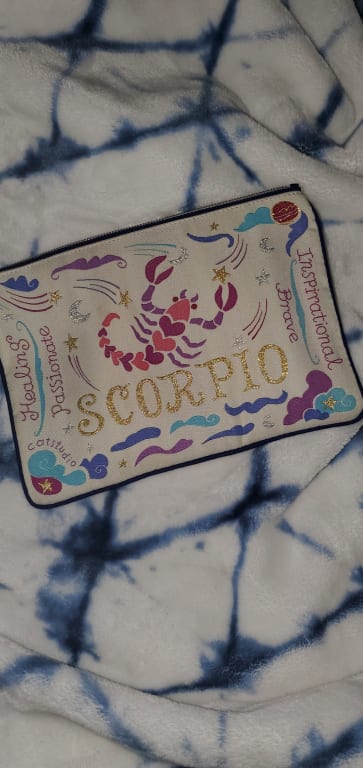 Healing
Passionate
Inspirational
Brave
SCORPIO
catstudio